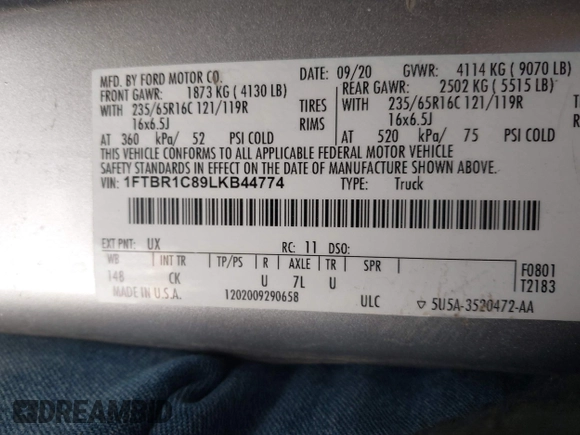 MFD. BY FORD MOTOR CO.
DATE: 09/20 GVWR: 4114 KG ( 9070 LB)
FRONT GAWR: 1873 KG ( 4130 LB)
REAR GAWR: 2502 KG ( 5515 LB)
WITH 235/65R16C 121/119R TIRES
WITH 235/65R16C 121/119R
16x6.5J RIMS 16x6.5J
AT 360 kPa/ 52 PSI COLD AT 520 kPa/ 75 PSI COLD
THIS VEHICLE CONFORMS TO ALL APPLICABLE FEDERAL MOTOR VEHICLE
SAFETY STANDARDS IN EFFECT ON THE DATE OF MANUFACTURE SHOWN ABOVE.
VIN: 1FTBR1C89LKB44774 TYPE: Truck
EXT PNT: UX RC: 11 DSO:
WB INT TR TP/PS R AXLE TR SPR F0801
148 CK U 7L U T2183
MADE IN U.S.A. 1202009290658 ULC ▽ 5U5A-3520472-AA
DREAMBID